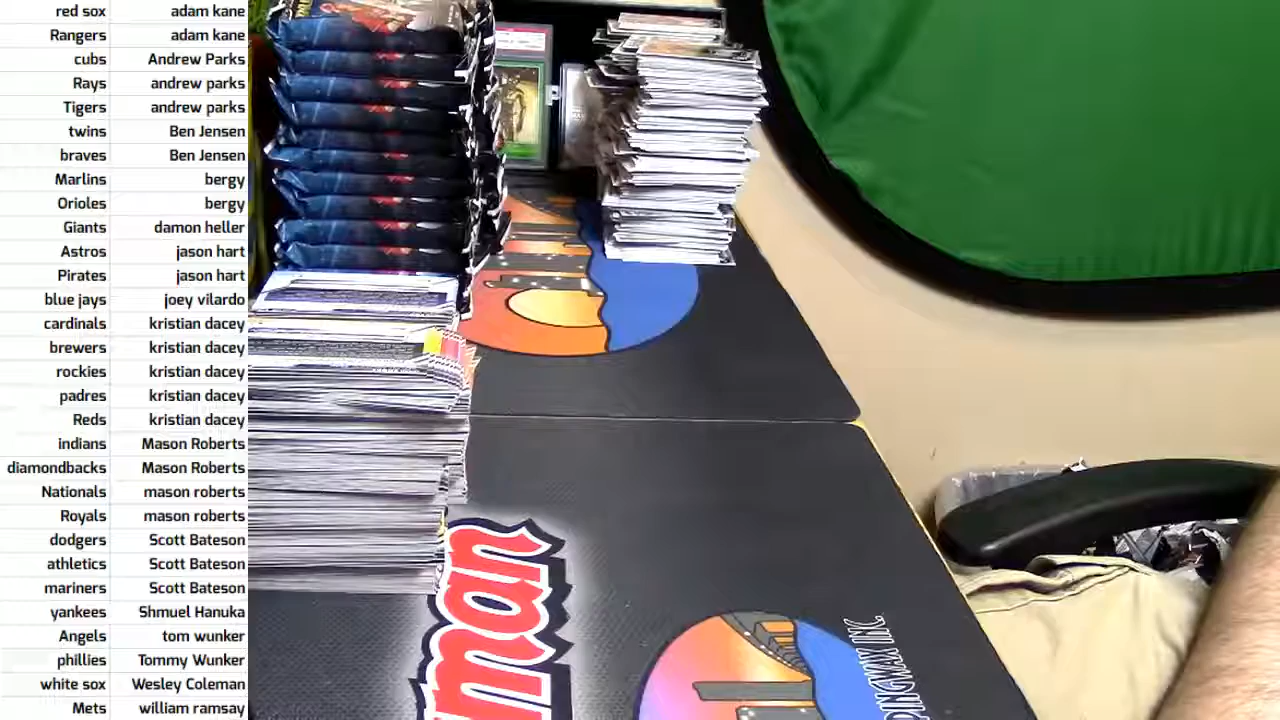 red sox adam kane
Rangers adam kane
cubs Andrew Parks
Rays andrew parks
Tigers andrew parks
twins Ben Jensen
braves Ben Jensen
Marlins bergy
Orioles bergy
Giants damon heller
Astros jason hart
Pirates jason hart
blue jays joey vilardo
cardinals kristian dacey
brewers kristian dacey
rockies kristian dacey
padres kristian dacey
Reds kristian dacey
indians Mason Roberts
diamondbacks Mason Roberts
Nationals mason roberts
Royals mason roberts
dodgers Scott Bateson
athletics Scott Bateson
mariners Scott Bateson
yankees Shmuel Hanuka
Angels tom wunker
phillies Tommy Wunker
white sox Wesley Coleman
Mets william ramsay
man
PINGWAX INC.